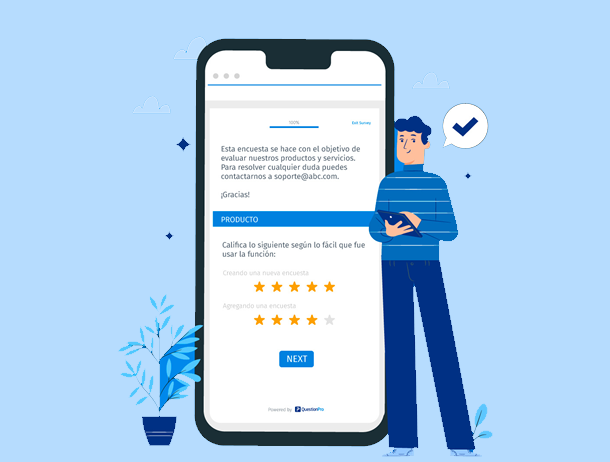 100%
Exit Survey
Esta encuesta se hace con el objetivo de
evaluar nuestros productos y servicios.
Para resolver cualquier duda puedes
contactarnos a soporte@abc.com.
¡Gracias!
PRODUCTO
Califica lo siguiente según lo fácil que fue
usar la función:
Creando una nueve encuesta
Agregando una encuesta
NEXT
Powered by QuestionPro